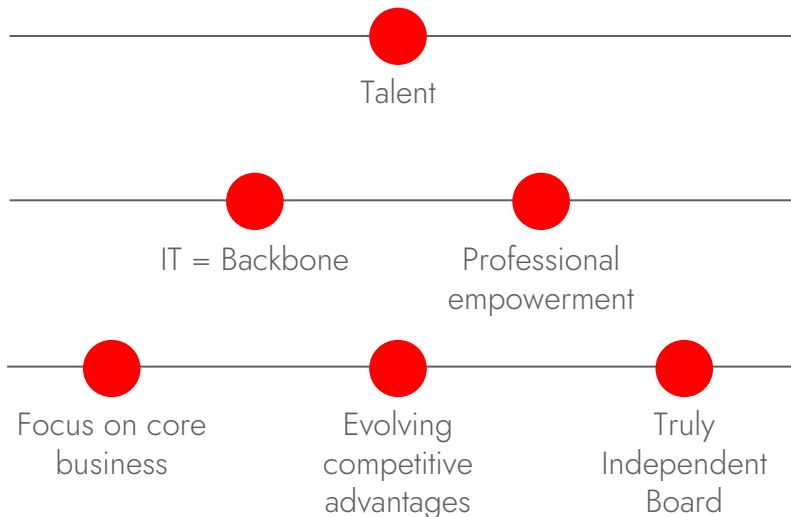 Talent
IT = Backbone
Professional
empowerment
Focus on core
business
Evolving
competitive
advantages
Truly
Independent
Board